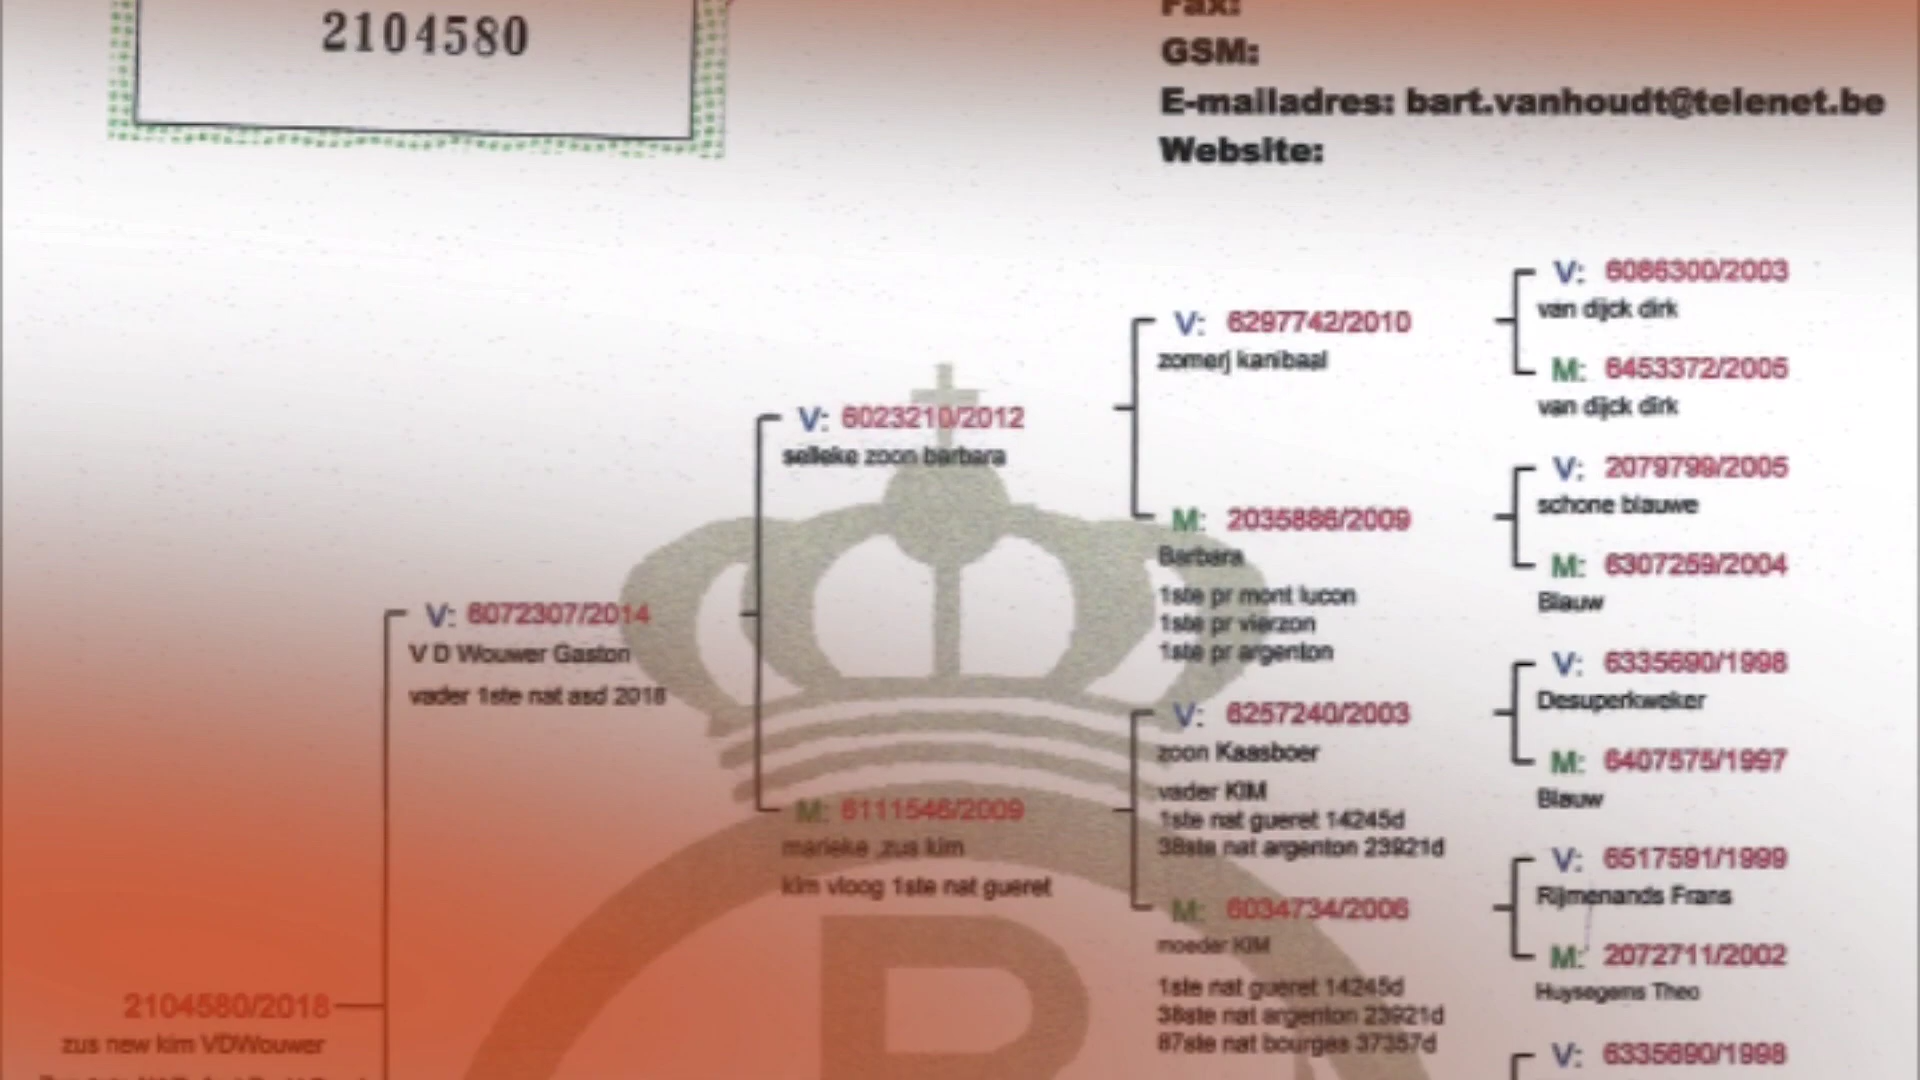 2104580
Fax:
GSM:
E-mailadres: bart.vanhoudt@telenet.be
Website:
V: 6086300/2003
van dijck dirk
V: 6297742/2010
zomerj kanibaal
M: 6453372/2005
van dijck dirk
V: 6023210/2012
selleke zoon barbara
V: 2079799/2005
schone blauwe
M: 2035886/2009
Barbara
1ste pr mont lucon
1ste pr vierzon
1ste pr argenton
M: 6307259/2004
Blauw
V: 6072307/2014
V D Wouwer Gaston
vader 1ste nat asd 2018
V: 6335690/1998
Desuperkweker
V: 6257240/2003
zoon Kaasboer
vader KIM
1ste nat gueret 14245d
38ste nat argenton 23921d
M: 6407575/1997
Blauw
M: 6111546/2009
marieke ,zus kim
kim vloog 1ste nat gueret
V: 6517591/1999
Rijmenands Frans
M: 6034734/2006
moeder KIM
1ste nat gueret 14245d
38ste nat argenton 23921d
87ste nat bourges 37357d
M: 2072711/2002
Huysegems Theo
2104580/2018
zus new kim VDWouwer
V: 6335690/1998
B